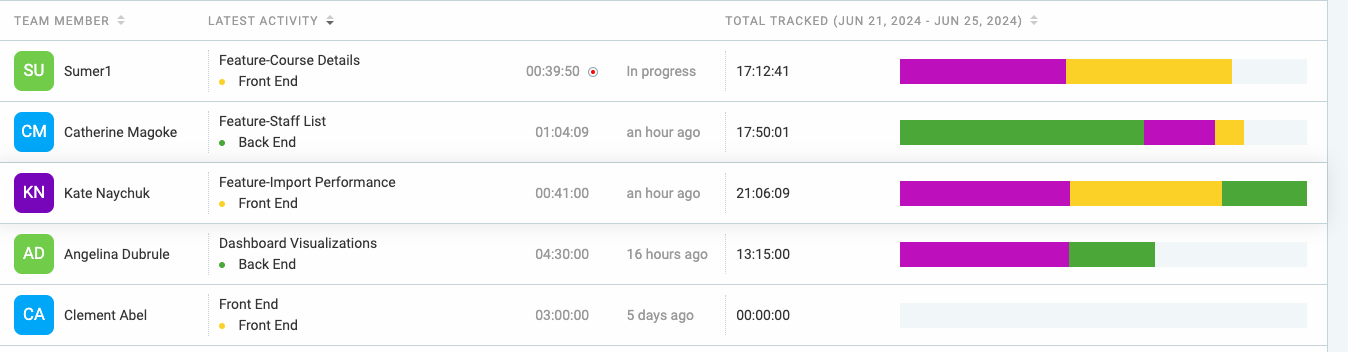 TEAM MEMBER LATEST ACTIVITY TOTAL TRACKED (JUN 21, 2024 - JUN 25, 2024)
SU Sumer1 Feature-Course Details 00:39:50 In progress 17:12:41
Front End
CM Catherine Magoke Feature-Staff List 01:04:09 an hour ago 17:50:01
Back End
KN Kate Naychuk Feature-Import Performance 00:41:00 an hour ago 21:06:09
Front End
AD Angelina Dubrule Dashboard Visualizations 04:30:00 16 hours ago 13:15:00
Back End
CA Clement Abel Front End 03:00:00 5 days ago 00:00:00
Front End